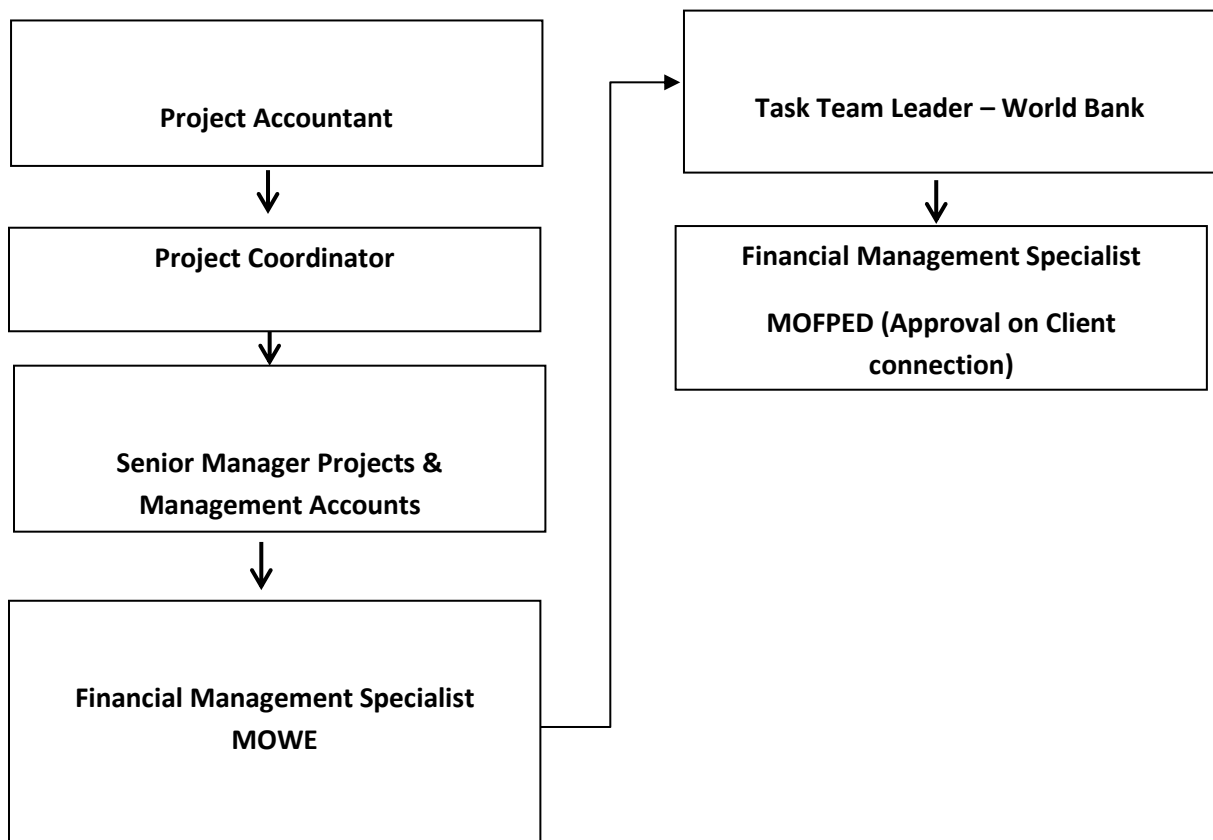 Project Accountant
Project Coordinator
Senior Manager Projects &
Management Accounts
Financial Management Specialist
MOWE
Task Team Leader – World Bank
Financial Management Specialist
MOFPED (Approval on Client
connection)